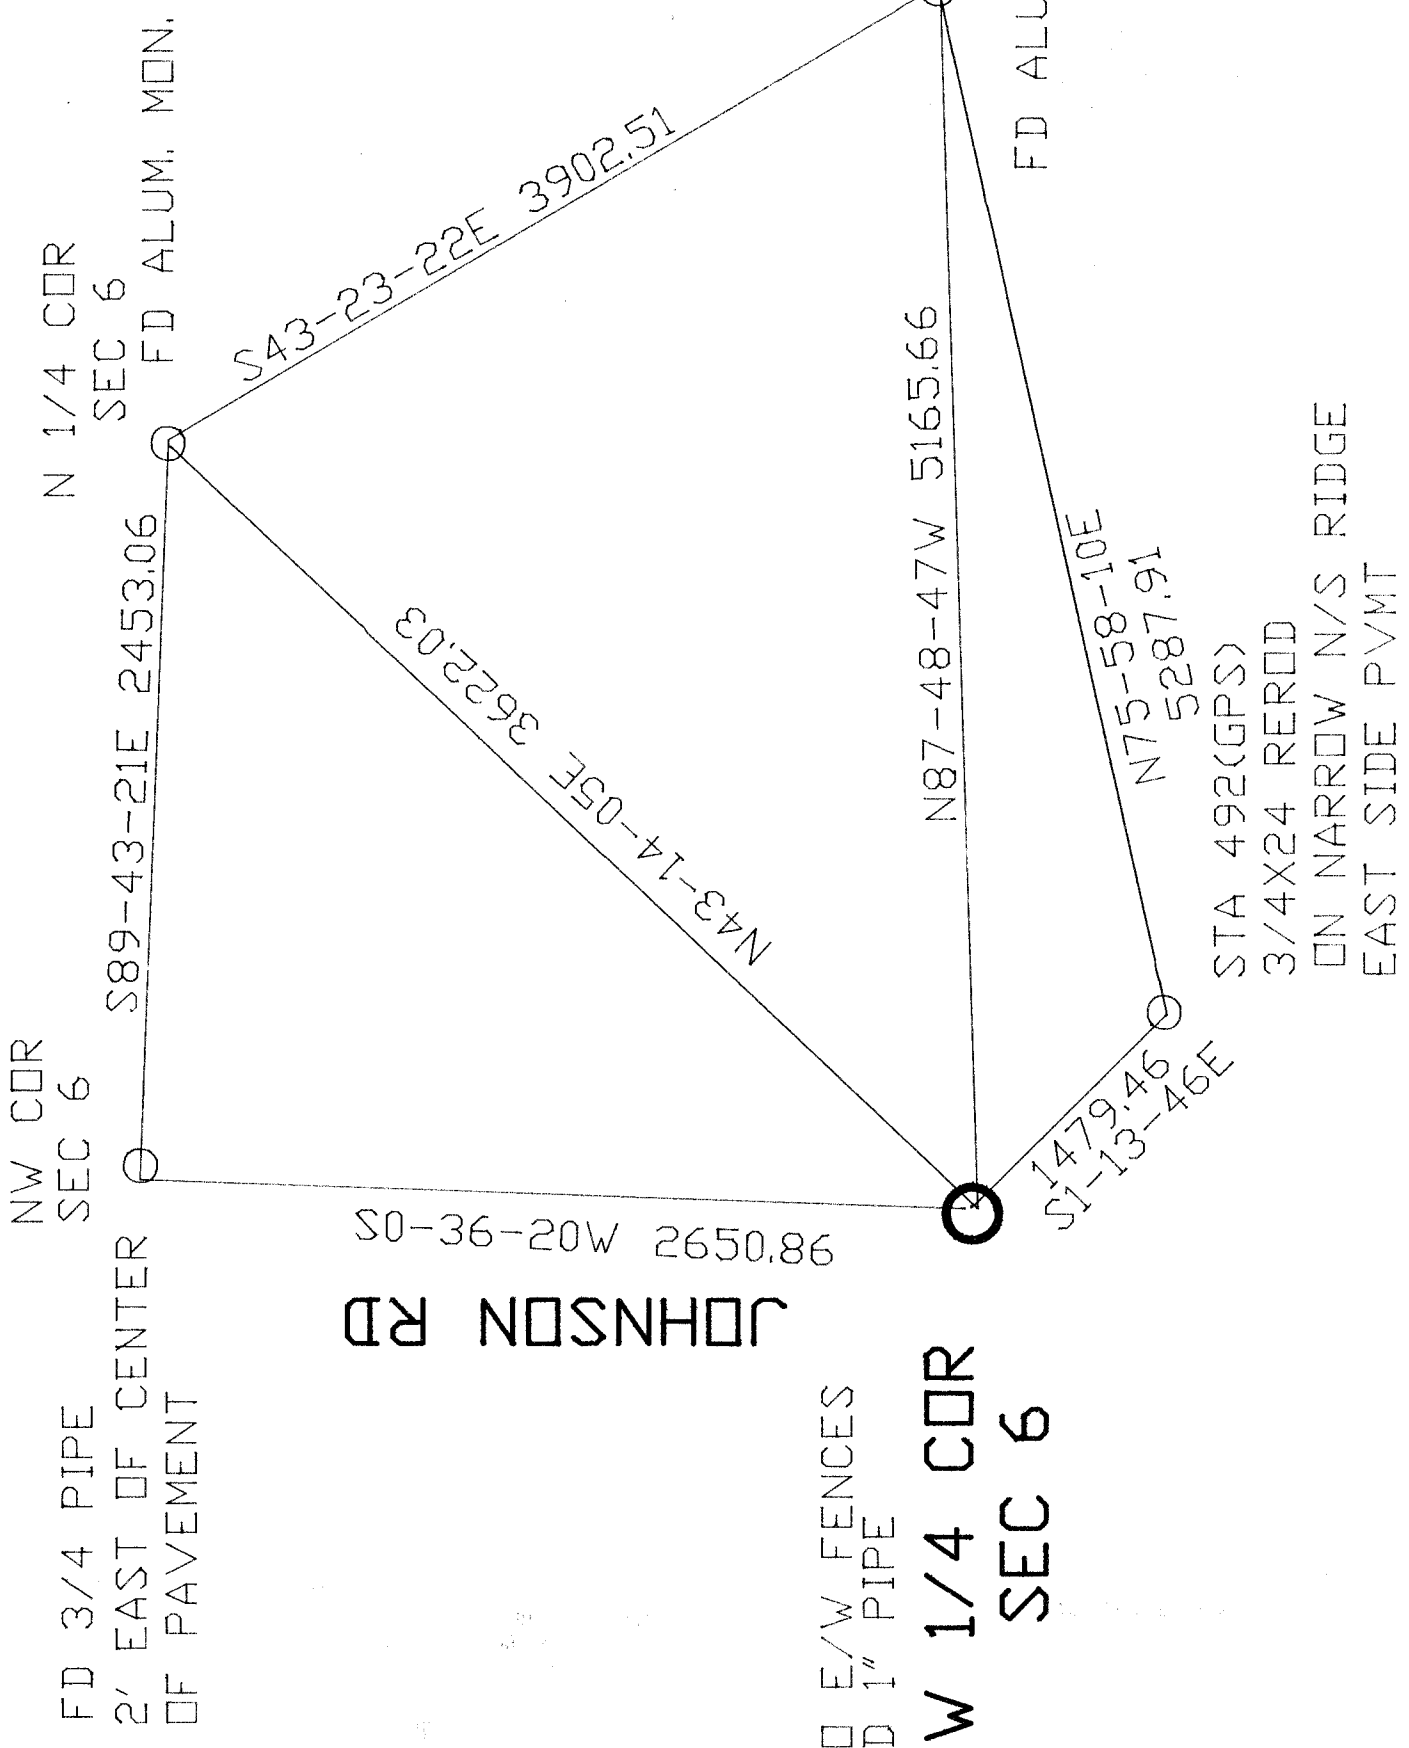 NW COR
SEC 6
FD 3/4 PIPE
2' EAST OF CENTER
OF PAVEMENT
N 1/4 COR
SEC 6
FD ALUM. MON.
S89-43-21E 2453.06
S43-23-22E 3902.51
N43-14-05E 3622.03
S0-36-20W 2650.86
JOHNSON RD
N87-48-47W 5165.66
N75-58-10E
5287.91
1479.46
S1-13-46E
E/W FENCES
1" PIPE
W 1/4 COR
SEC 6
STA 492(GPS)
3/4X24 REROD
ON NARROW N/S RIDGE
EAST SIDE PVMT
FD